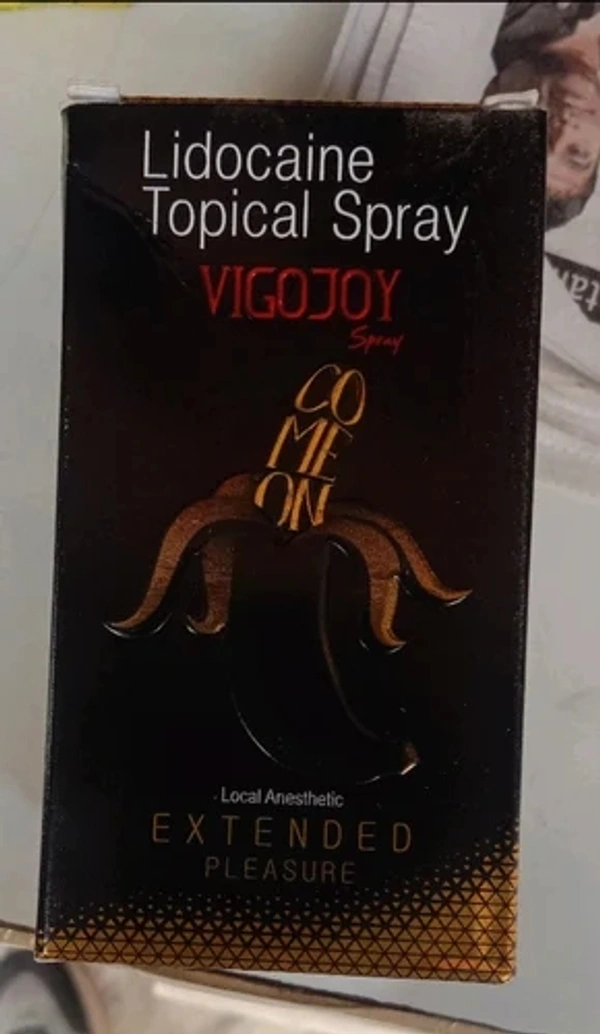 Lidocaine
Topical Spray
VIGOJOY
Spray
CO
ME
ON
Local Anesthetic
EXTENDED
PLEASURE